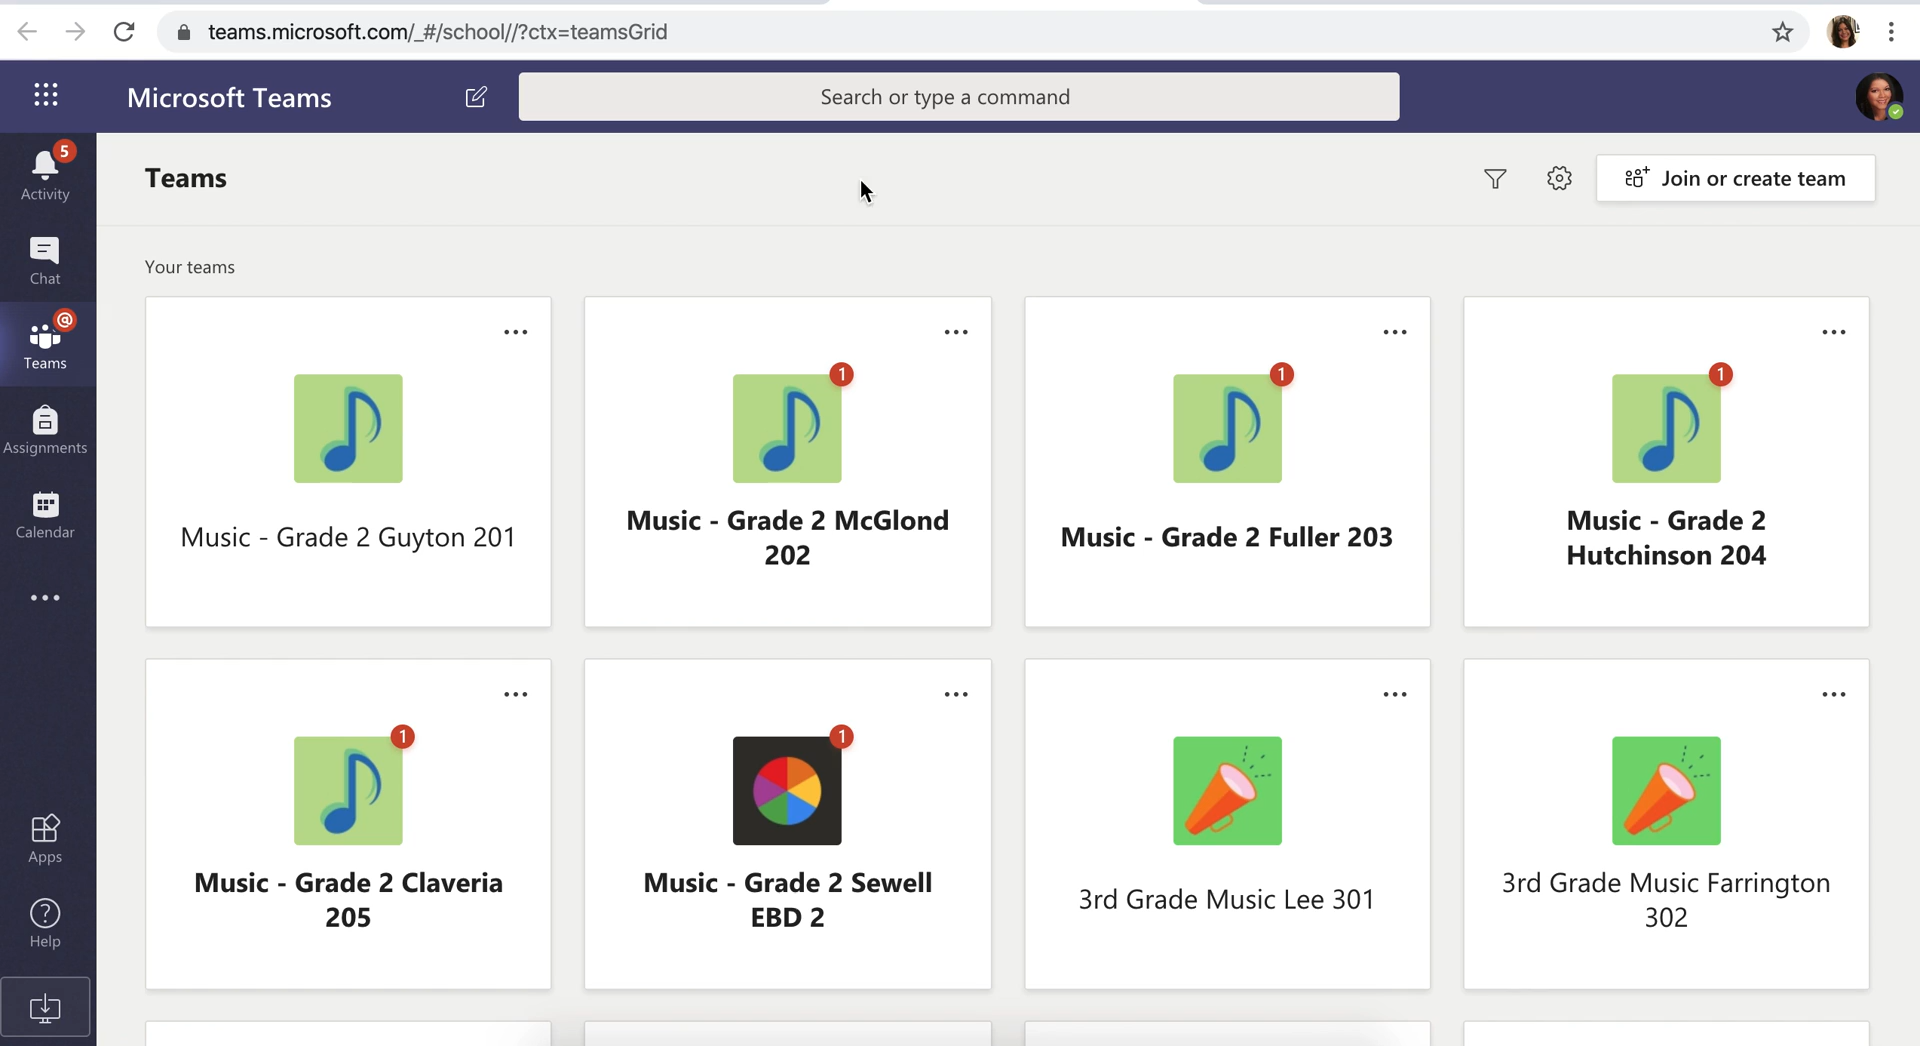 teams.microsoft.com/_#/school//?ctx=teamsGrid
Microsoft Teams
Search or type a command
5
Activity
Chat
@
Teams
Assignments
Calendar
Apps
Help
Teams
Join or create team
Your teams
Music - Grade 2 Guyton 201
1
Music - Grade 2 McGlond
202
1
Music - Grade 2 Fuller 203
1
Music - Grade 2
Hutchinson 204
1
Music - Grade 2 Claveria
205
1
Music - Grade 2 Sewell
EBD 2
3rd Grade Music Lee 301
3rd Grade Music Farrington
302